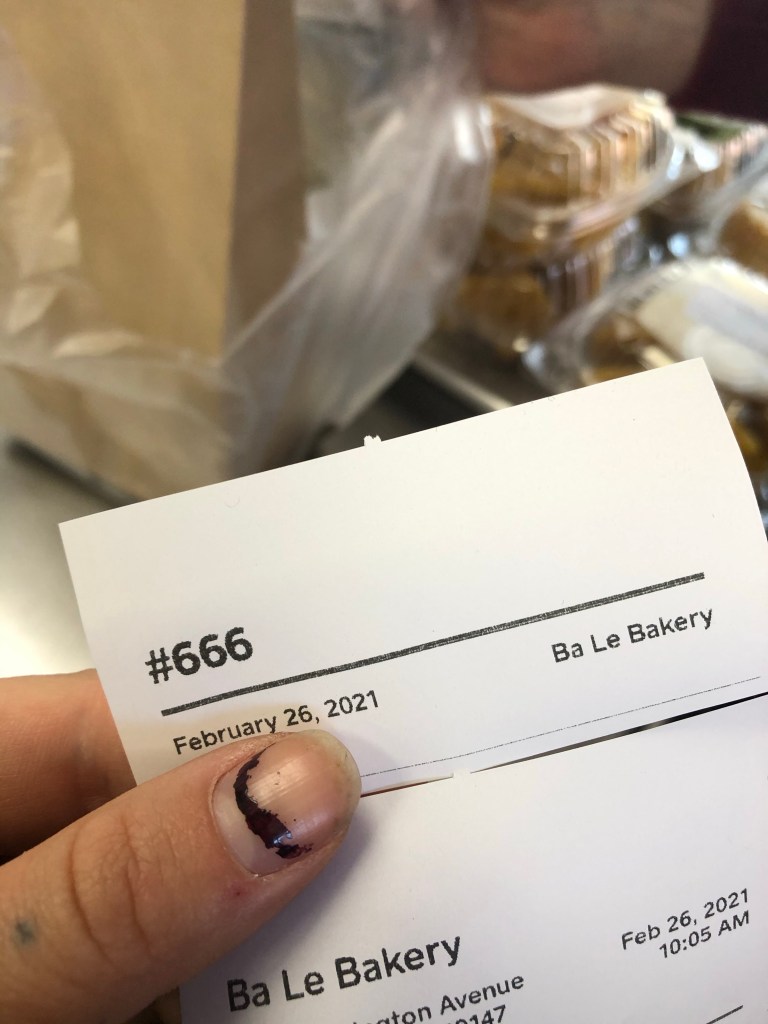 #666
Ba Le Bakery
February 26, 2021
Ba Le Bakery
Feb 26, 2021
10:05 AM
Avenue